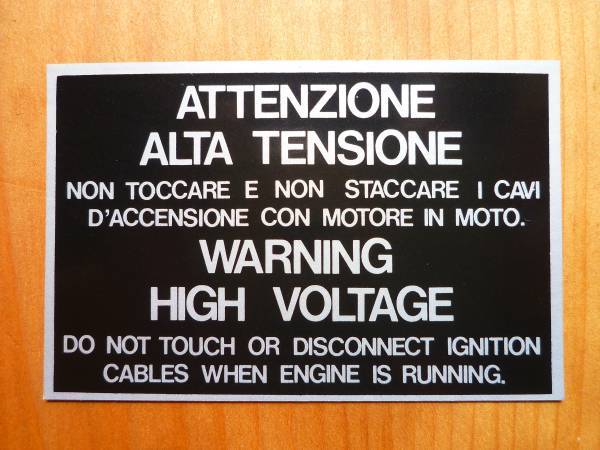 ATTENZIONE
ALTA TENSIONE
NON TOCCARE E NON STACCARE I CAVI
D'ACCENSIONE CON MOTORE IN MOTO.
WARNING
HIGH VOLTAGE
DO NOT TOUCH OR DISCONNECT IGNITION
CABLES WHEN ENGINE IS RUNNING.